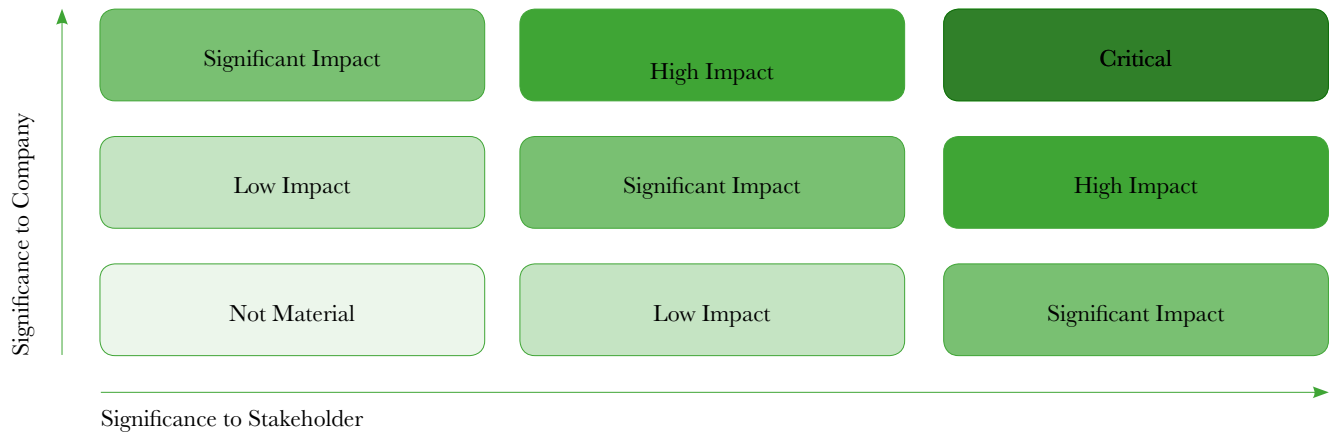 Significance to Company
Significant Impact
High Impact
Critical
Low Impact
Significant Impact
High Impact
Not Material
Low Impact
Significant Impact
Significance to Stakeholder